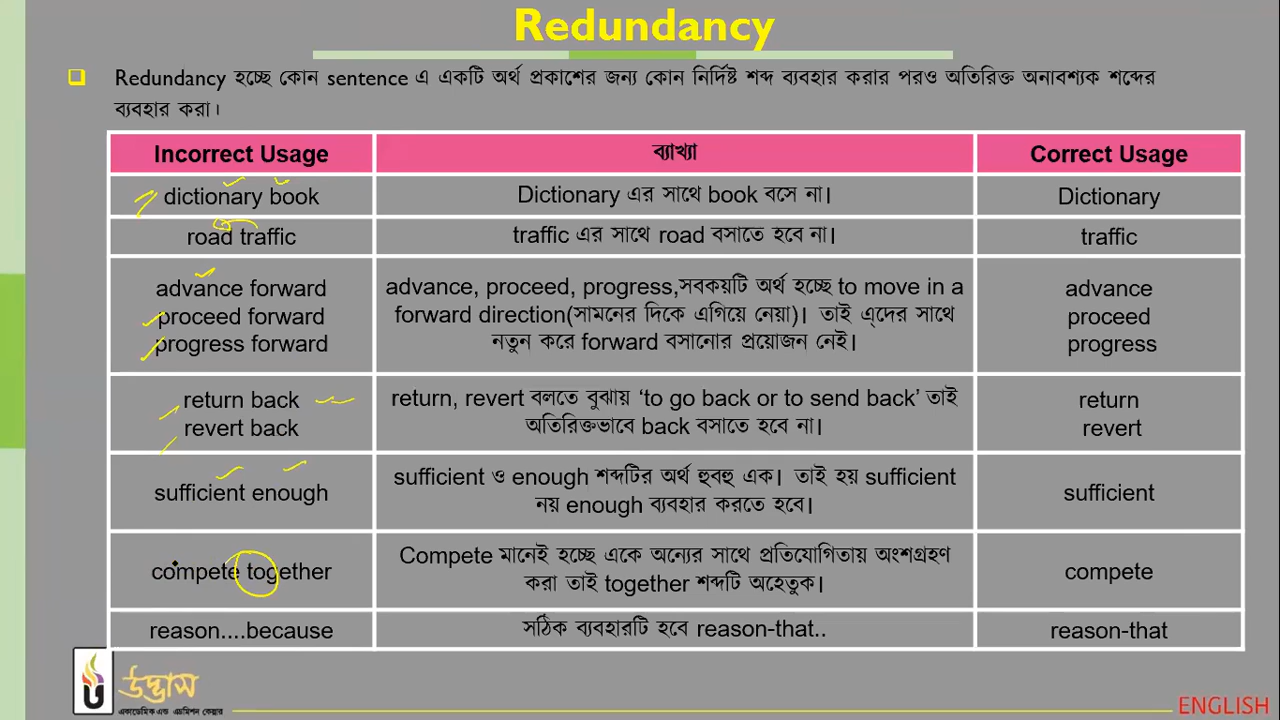 Redundancy
Redundancy হচ্ছে কোন sentence এ একটি অর্থ প্রকাশের জন্য কোন নির্দিষ্ট শব্দ ব্যবহার করার পরও অতিরিক্ত অনাবশ্যক শব্দের
ব্যবহার করা।
Incorrect Usage ব্যাখ্যা Correct Usage
dictionary book Dictionary এর সাথে book বসে না। Dictionary
road traffic traffic এর সাথে road বসাতে হবে না। traffic
advance forward advance, proceed, progress,সবকয়টি অর্থ হচ্ছে to move in a advance
proceed forward forward direction(সামনের দিকে এগিয়ে নেয়া)। তাই এ্দের সাথে proceed
progress forward নতুন করে forward বসানোর প্রয়োজন নেই। progress
return back return, revert বলতে বুঝায় ‘to go back or to send back’ তাই return
revert back অতিরিক্তভাবে back বসাতে হবে না। revert
sufficient enough sufficient ও enough শব্দটির অর্থ হুবহু এক। তাই হয় sufficient sufficient
নয় enough ব্যবহার করতে হবে।
compete together Compete মানেই হচ্ছে একে অন্যের সাথে প্রতিযোগিতায় অংশগ্রহণ compete
করা তাই together শব্দটি অহেতুক।
reason....because সঠিক ব্যবহারটি হবে reason-that.. reason-that
উদ্ভাস
একাডেমিক এন্ড এডমিশন কেয়ার
ENGLISH